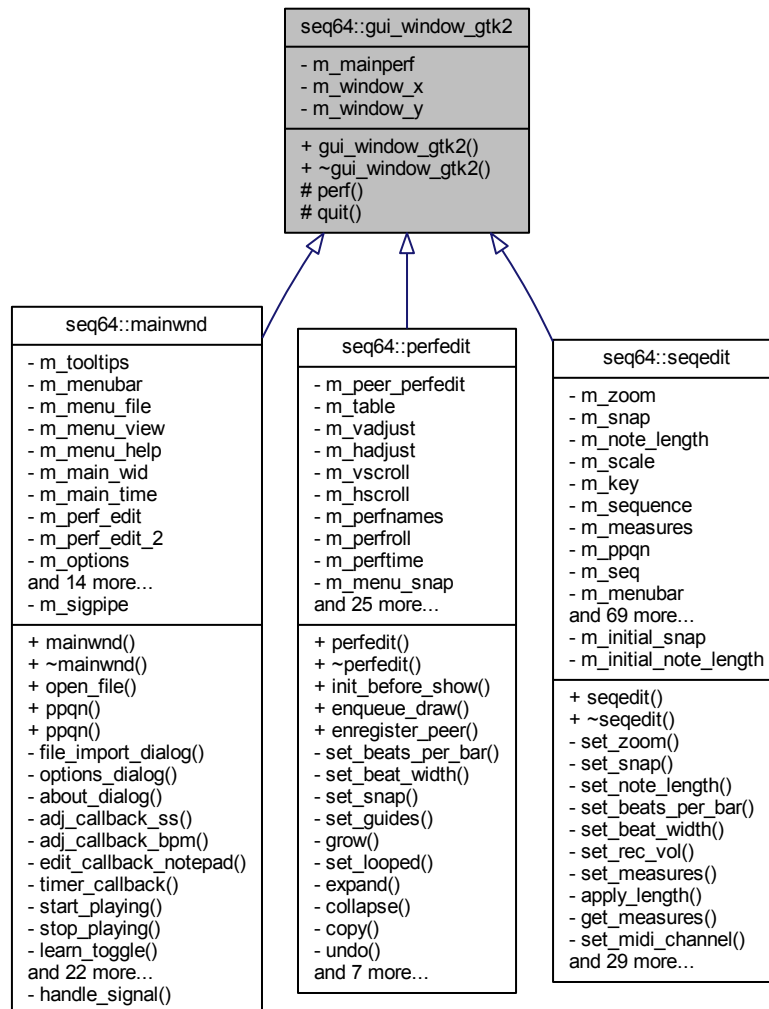 seq64::gui_window_gtk2
- m_mainperf
- m_window_x
- m_window_y
+ gui_window_gtk2()
+ ~gui_window_gtk2()
# perf()
# quit()
seq64::mainwnd
- m_tooltips
- m_menubar
- m_menu_file
- m_menu_view
- m_menu_help
- m_main_wid
- m_main_time
- m_perf_edit
- m_perf_edit_2
- m_options
and 14 more...
- m_sigpipe
+ mainwnd()
+ ~mainwnd()
+ open_file()
+ ppqn()
+ ppqn()
- file_import_dialog()
- options_dialog()
- about_dialog()
- adj_callback_ss()
- adj_callback_bpm()
- edit_callback_notepad()
- timer_callback()
- start_playing()
- stop_playing()
- learn_toggle()
and 22 more...
- handle_signal()
seq64::perfedit
- m_peer_perfedit
- m_table
- m_vadjust
- m_hadjust
- m_vscroll
- m_hscroll
- m_perfnames
- m_perfroll
- m_perftime
- m_menu_snap
and 25 more...
+ perfedit()
+ ~perfedit()
+ init_before_show()
+ enqueue_draw()
+ enregister_peer()
- set_beats_per_bar()
- set_beat_width()
- set_snap()
- set_guides()
- grow()
- set_looped()
- expand()
- collapse()
- copy()
- undo()
and 7 more...
seq64::seqedit
- m_zoom
- m_snap
- m_note_length
- m_scale
- m_key
- m_sequence
- m_measures
- m_ppqn
- m_seq
- m_menubar
and 69 more...
- m_initial_snap
- m_initial_note_length
+ seqedit()
+ ~seqedit()
- set_zoom()
- set_snap()
- set_note_length()
- set_beats_per_bar()
- set_beat_width()
- set_rec_vol()
- set_measures()
- apply_length()
- get_measures()
- set_midi_channel()
and 29 more...